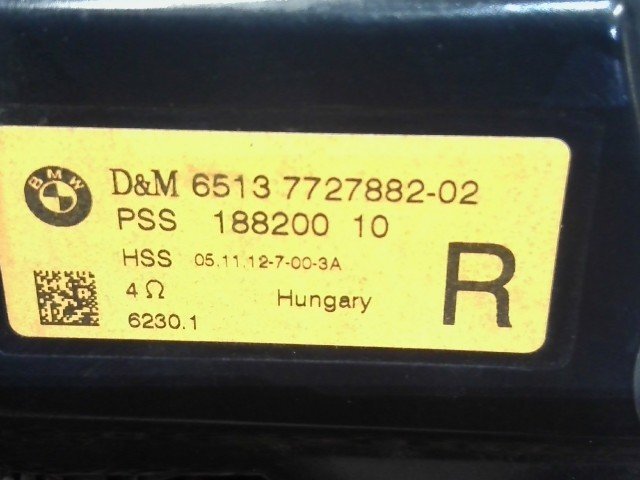 BMW
D&M 6513 7727882-02
PSS 188200 10
HSS 05.11.12-7-00-3A
4 Ω Hungary
6230.1
R